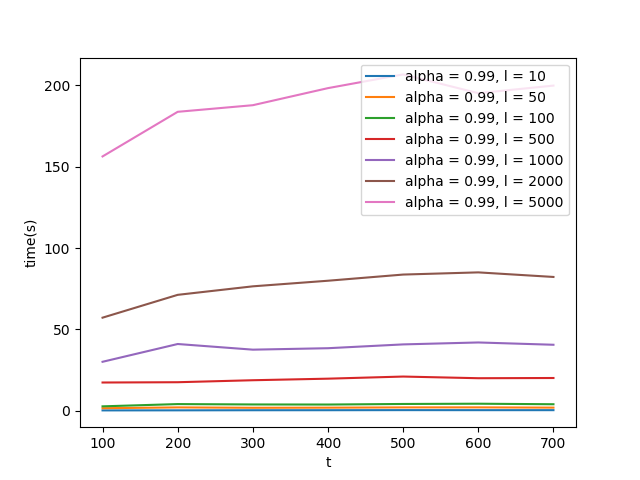 200
150
100
50
0
time(s)
alpha = 0.99, l = 10
alpha = 0.99, l = 50
alpha = 0.99, l = 100
alpha = 0.99, l = 500
alpha = 0.99, l = 1000
alpha = 0.99, l = 2000
alpha = 0.99, l = 5000
100 200 300 400 500 600 700
t